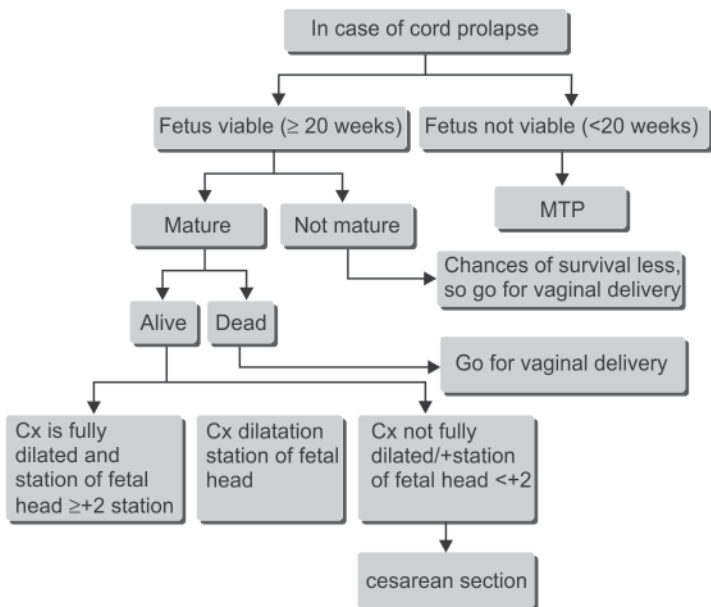 In case of cord prolapse
Fetus viable (≥ 20 weeks)
Fetus not viable (<20 weeks)
Mature
Not mature
MTP
Chances of survival less,
so go for vaginal delivery
Alive
Dead
Go for vaginal delivery
Cx is fully
dilated and
station of fetal
head ≥+2 station
Cx dilatation
station of fetal
head
Cx not fully
dilated/+station
of fetal head <+2
cesarean section